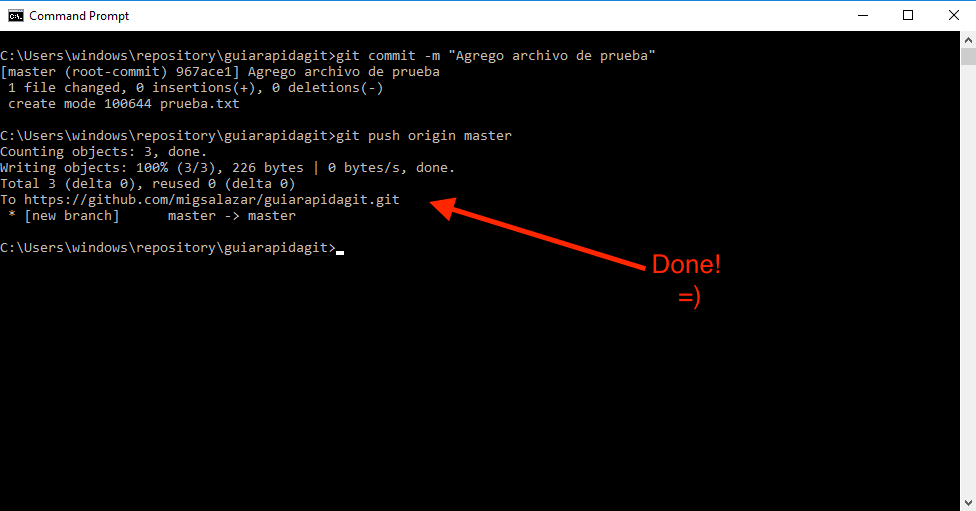 Command Prompt
C:\Users\windows\repository\guiarapidagit>git commit -m "Agrego archivo de prueba"
[master (root-commit) 967ace1] Agrego archivo de prueba
 1 file changed, 0 insertions(+), 0 deletions(-)
 create mode 100644 prueba.txt
C:\Users\windows\repository\guiarapidagit>git push origin master
Counting objects: 3, done.
Writing objects: 100% (3/3), 226 bytes | 0 bytes/s, done.
Total 3 (delta 0), reused 0 (delta 0)
To https://github.com/migsalazar/guiarapidagit.git
 * [new branch]      master -> master
C:\Users\windows\repository\guiarapidagit>
Done!
=)